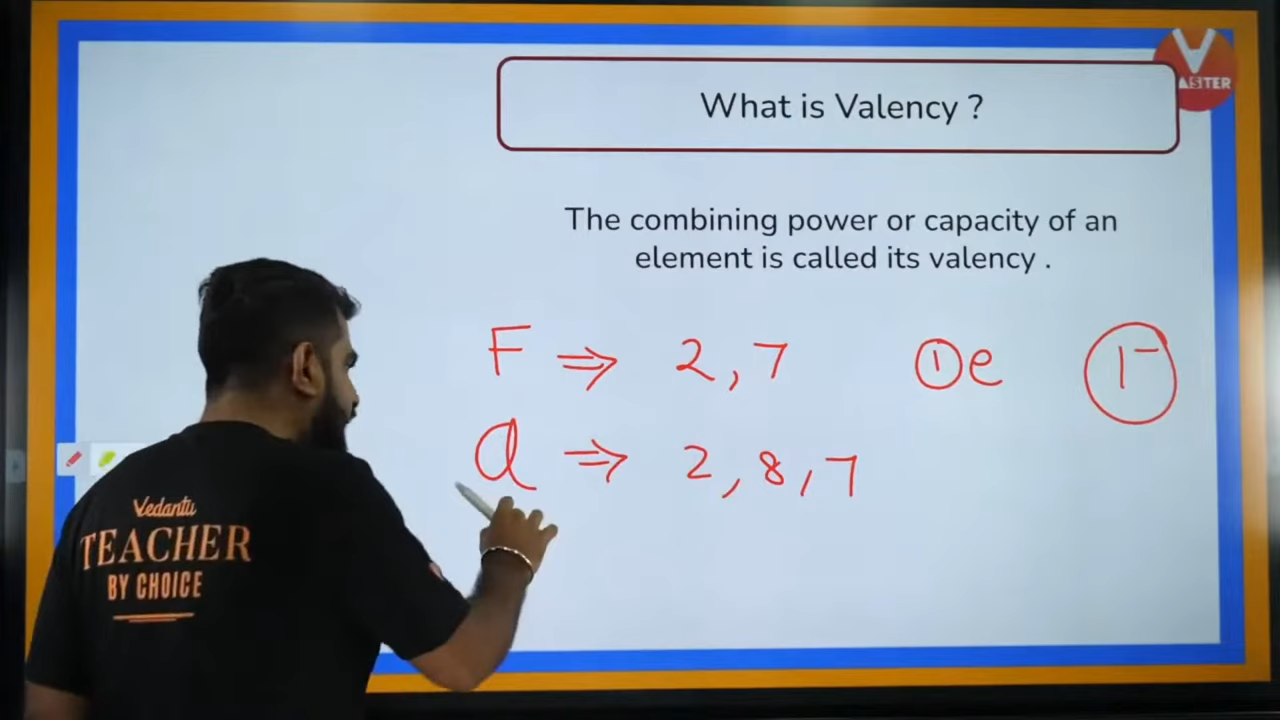 What is Valency ?
The combining power or capacity of an
element is called its valency .
F ⇒ 2, 7 ① e 1⁻
Cl ⇒ 2, 8, 7
Vedantu
TEACHER
BY CHOICE